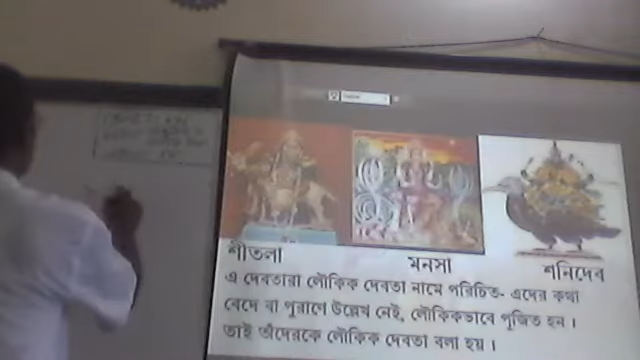 শীতলা
মনসা
শনিদেব
এ দেবতারা লৌকিক দেবতা নামে পরিচিত- এদের কথা
বেদে বা পুরাণে উল্লেখ নেই, লৌকিকভাবে পূজিত হন ।
তাই তাঁদেরকে লৌকিক দেবতা বলা হয় ।